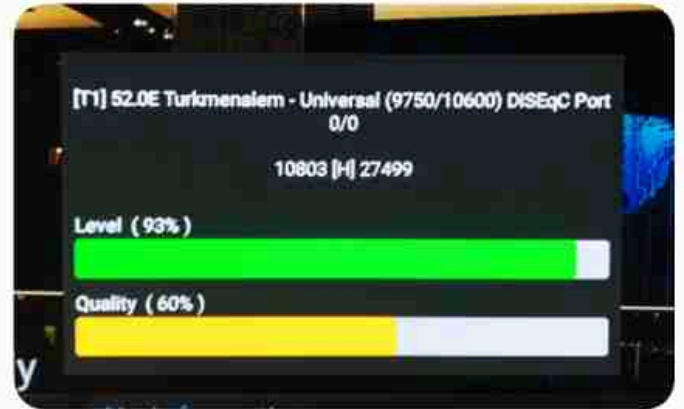 [T1] 52.0E Turkmenalem - Universal (9750/10600) DISEqC Port
0/0
10803 [H] 27499
Level ( 93% )
Quality ( 60% )
y